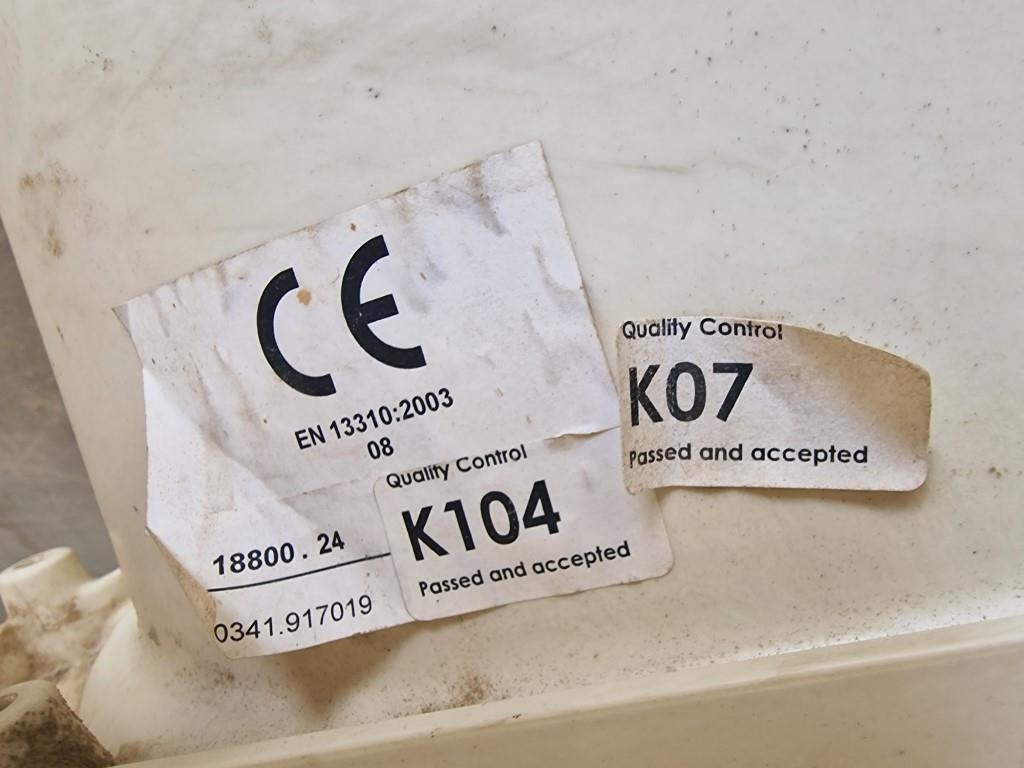 CE
EN 13310:2003
08
18800 . 24
0341.917019
Quality Control
K104
Passed and accepted
Quality Control
K07
Passed and accepted